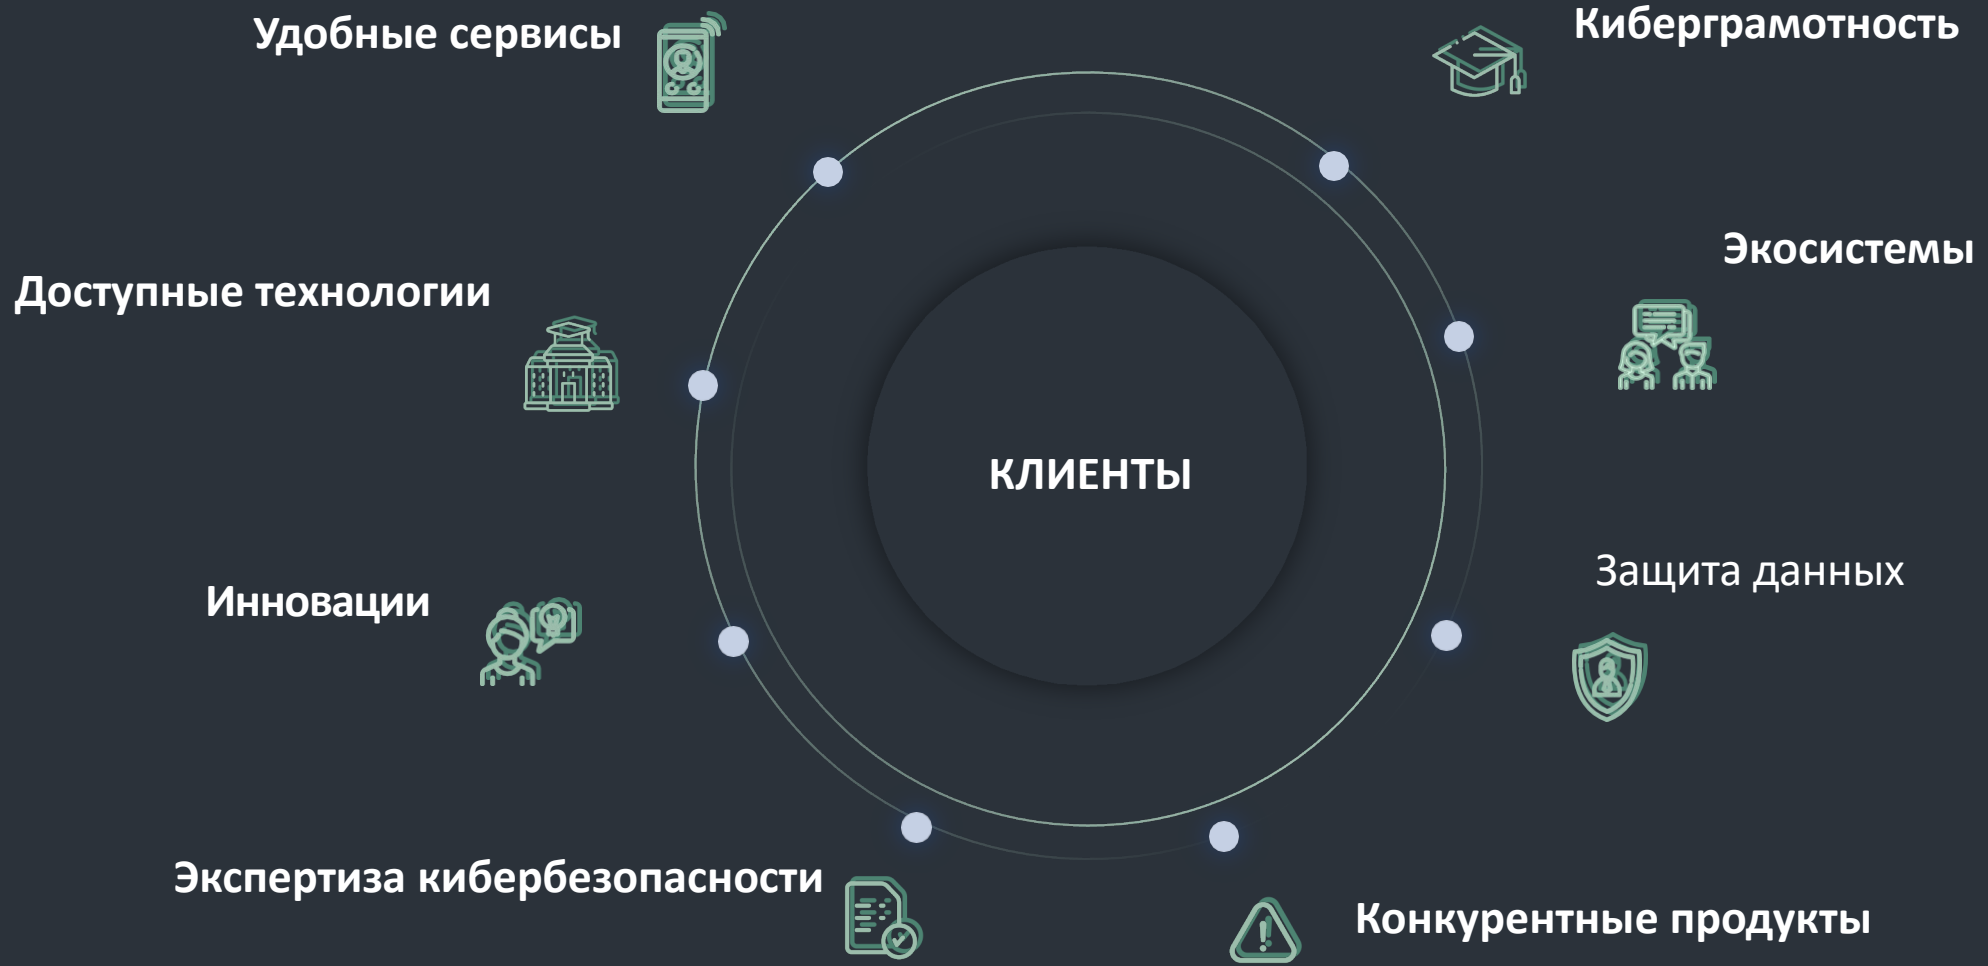 Удобные сервисы
Киберграмотность
Экосистемы
Доступные технологии
КЛИЕНТЫ
Защита данных
Инновации
Экспертиза кибербезопасности
Конкурентные продукты